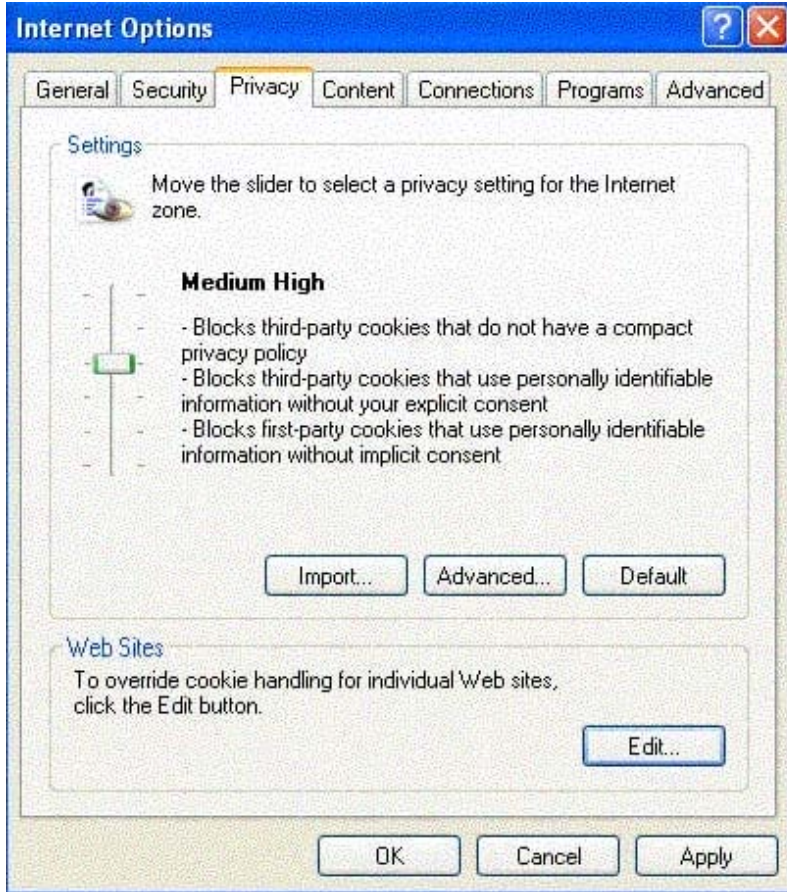 Internet Options
General Security Privacy Content Connections Programs Advanced
Settings
Move the slider to select a privacy setting for the Internet
zone.
Medium High
- Blocks third-party cookies that do not have a compact
privacy policy
- Blocks third-party cookies that use personally identifiable
information without your explicit consent
- Blocks first-party cookies that use personally identifiable
information without implicit consent
Import... Advanced... Default
Web Sites
To override cookie handling for individual Web sites,
click the Edit button.
Edit...
OK Cancel Apply